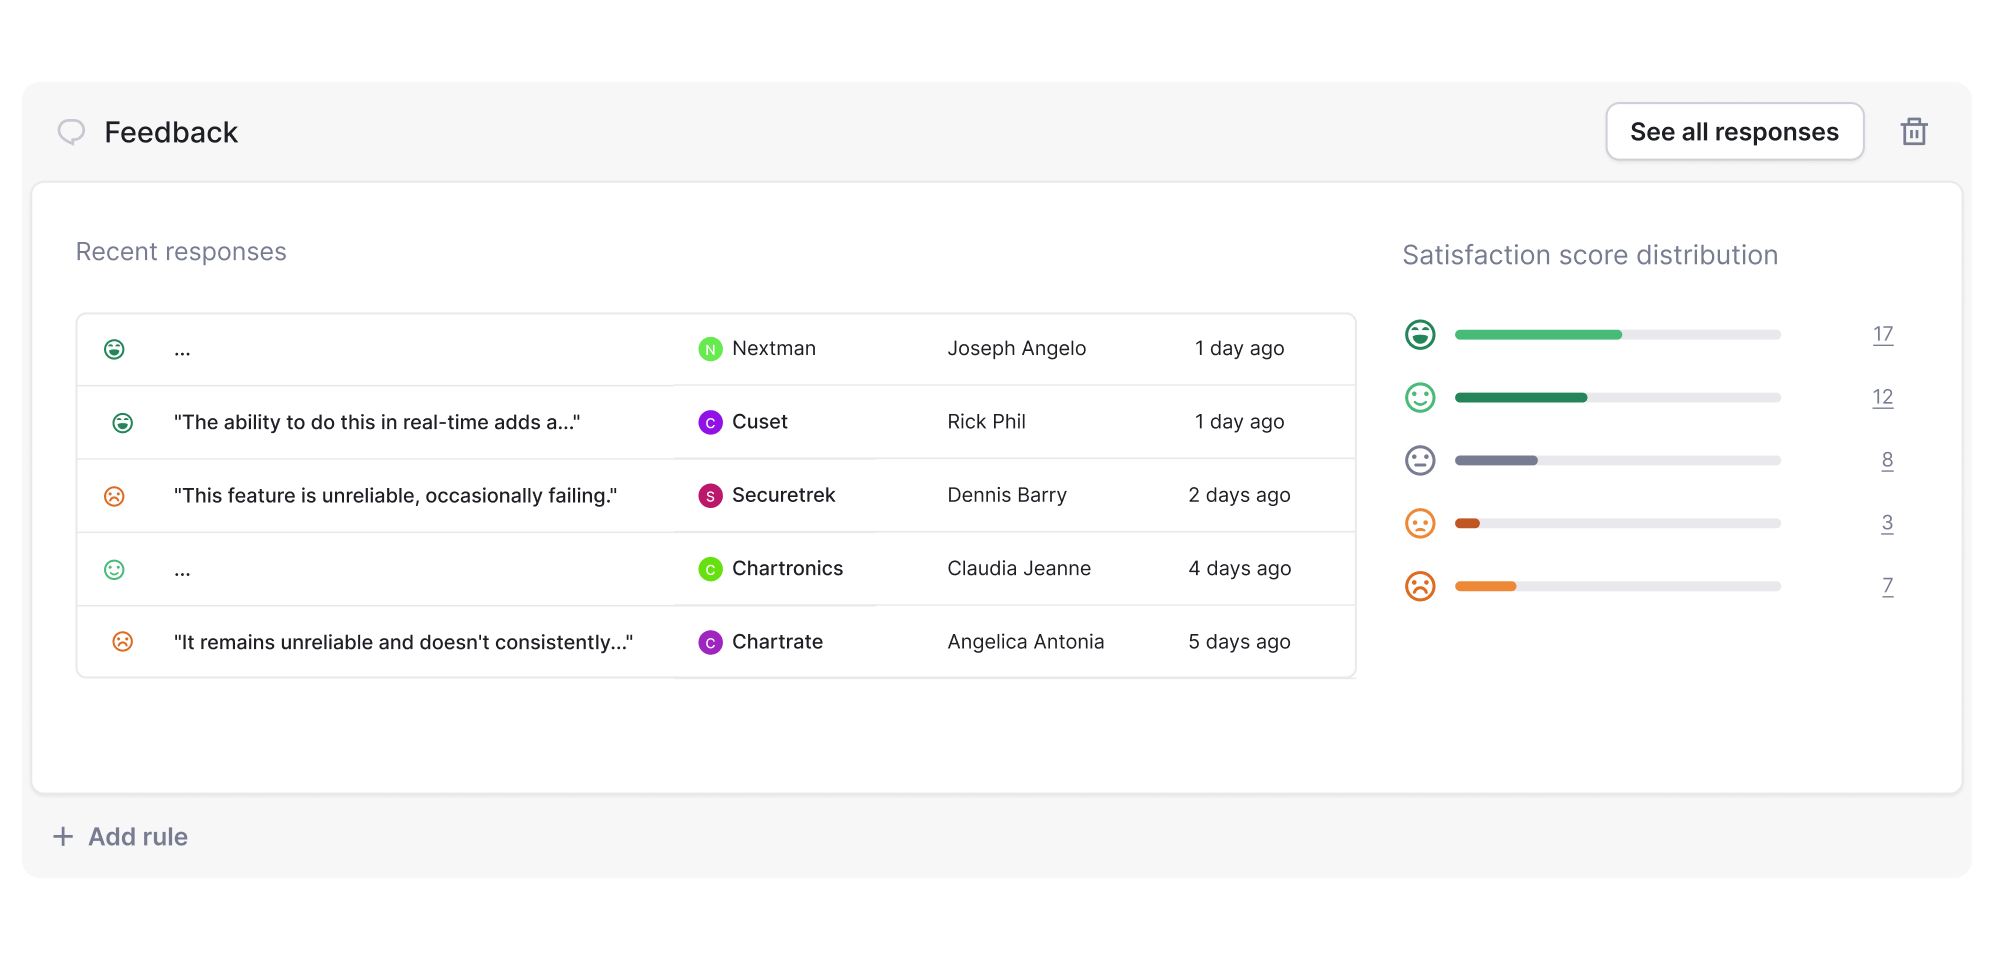 Feedback
See all responses
Recent responses
... N Nextman Joseph Angelo 1 day ago
"The ability to do this in real-time adds a..." C Cuset Rick Phil 1 day ago
"This feature is unreliable, occasionally failing." S Securetrek Dennis Barry 2 days ago
... C Chartronics Claudia Jeanne 4 days ago
"It remains unreliable and doesn't consistently..." C Chartrate Angelica Antonia 5 days ago
Satisfaction score distribution
17
12
8
3
7
+ Add rule